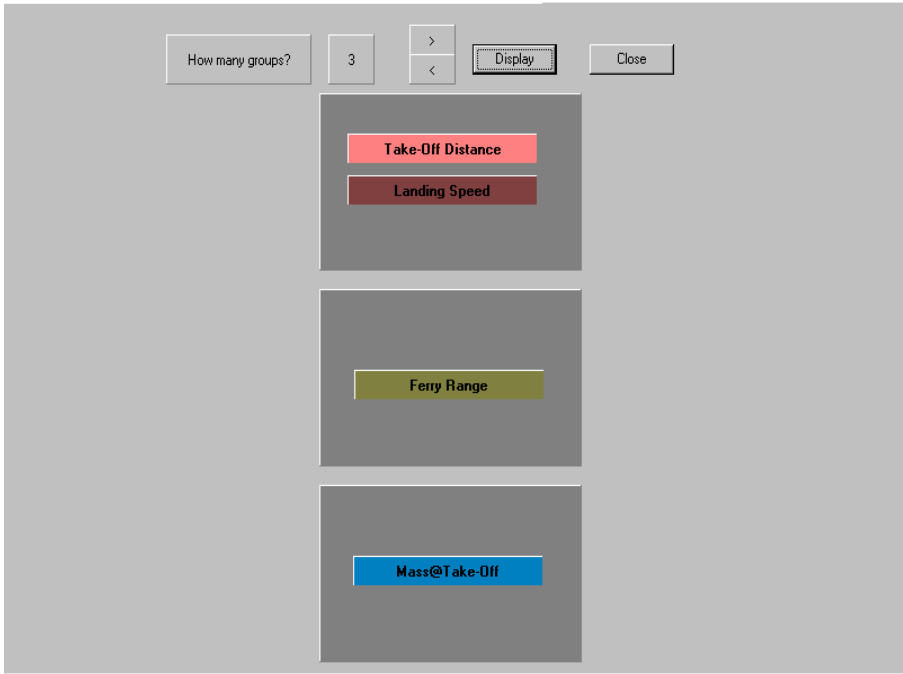 How many groups?
3
>
<
Display
Close
Take-Off Distance
Landing Speed
Ferry Range
Mass@Take-Off